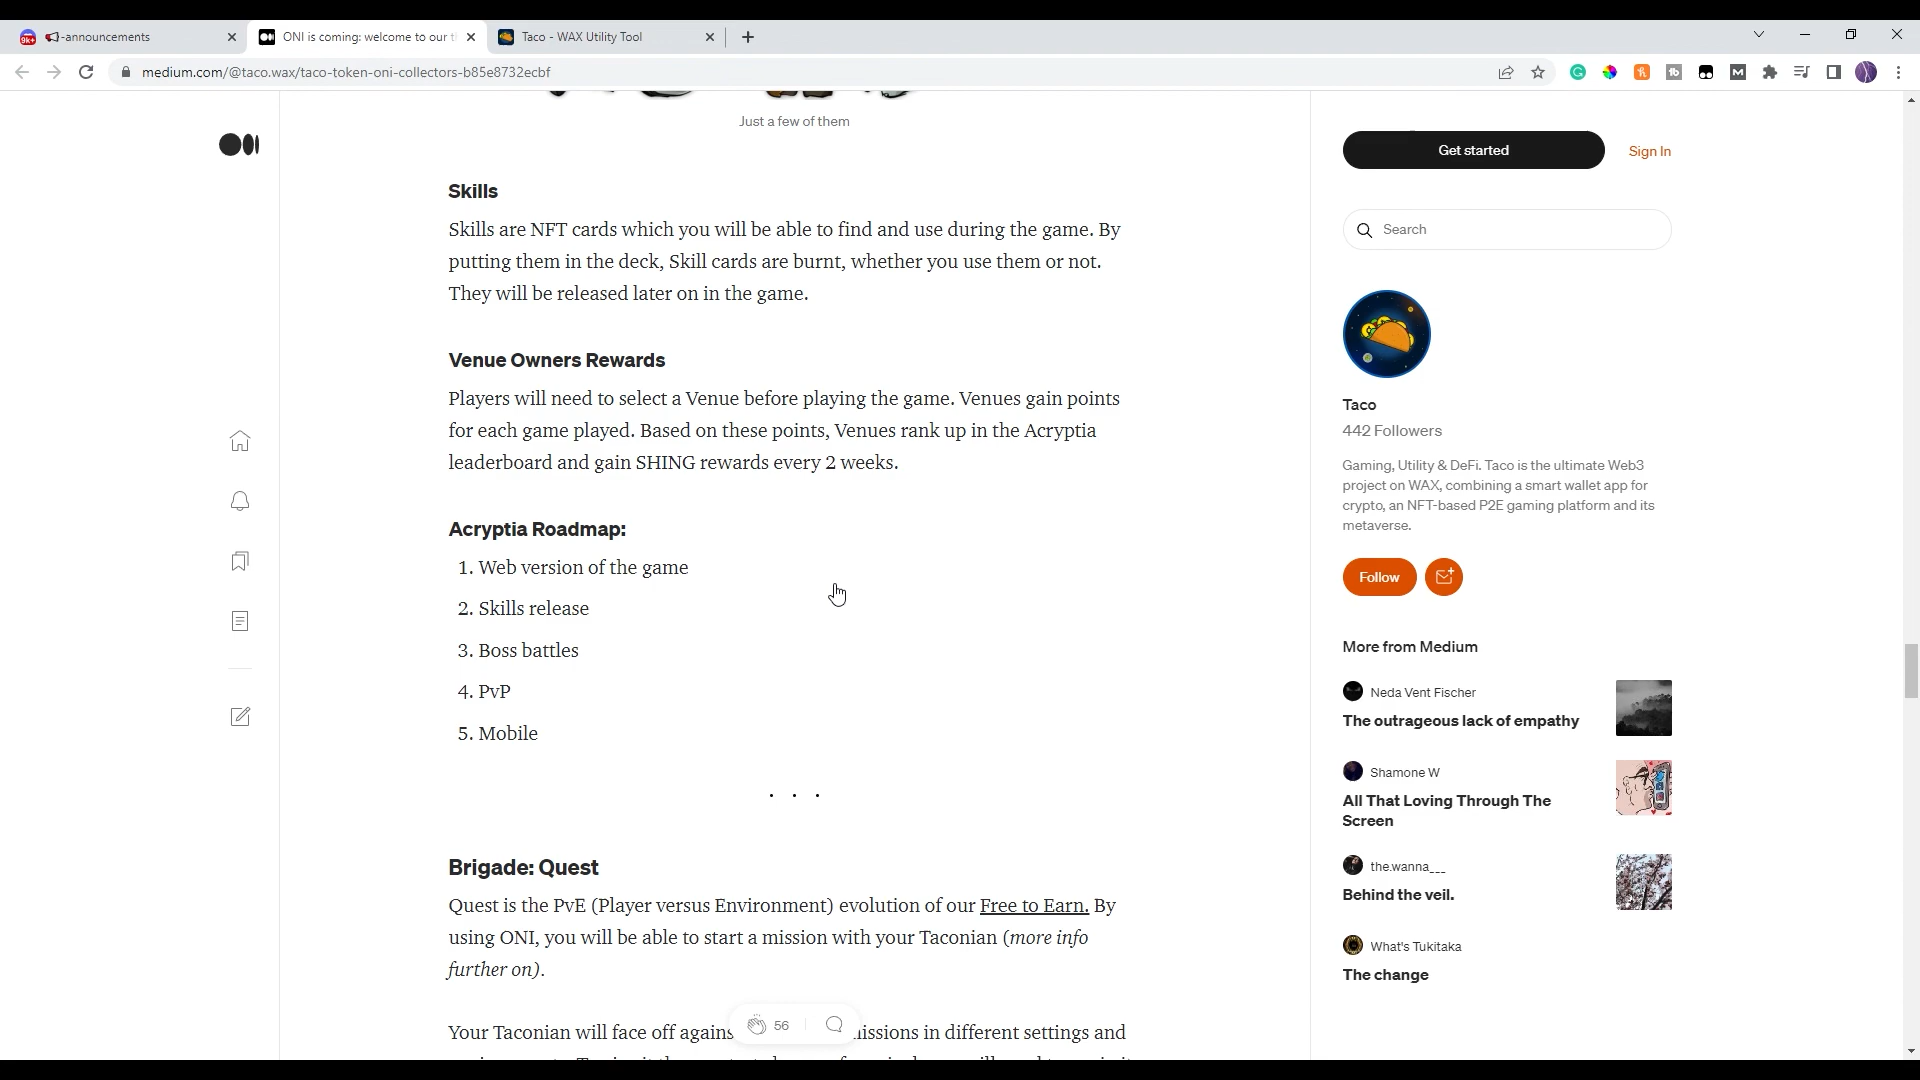 9k+ -announcements
ONI is coming: welcome to our t
Taco - WAX Utility Tool
medium.com/@taco.wax/taco-token-oni-collectors-b85e8732ecbf
Just a few of them
Get started
Sign In
Skills
Skills are NFT cards which you will be able to find and use during the game. By
putting them in the deck, Skill cards are burnt, whether you use them or not.
They will be released later on in the game.
Search
Venue Owners Rewards
Players will need to select a Venue before playing the game. Venues gain points
for each game played. Based on these points, Venues rank up in the Acryptia
leaderboard and gain SHING rewards every 2 weeks.
Taco
442 Followers
Gaming, Utility & DeFi. Taco is the ultimate Web3
project on WAX, combining a smart wallet app for
crypto, an NFT-based P2E gaming platform and its
metaverse.
Follow
Acryptia Roadmap:
1. Web version of the game
2. Skills release
3. Boss battles
4. PvP
5. Mobile
. . .
More from Medium
Neda Vent Fischer
The outrageous lack of empathy
Shamone W
All That Loving Through The
Screen
the.wanna___
Behind the veil.
What's Tukitaka
The change
Brigade: Quest
Quest is the PvE (Player versus Environment) evolution of our Free to Earn. By
using ONI, you will be able to start a mission with your Taconian (more info
further on).
Your Taconian will face off agains
issions in different settings and
56